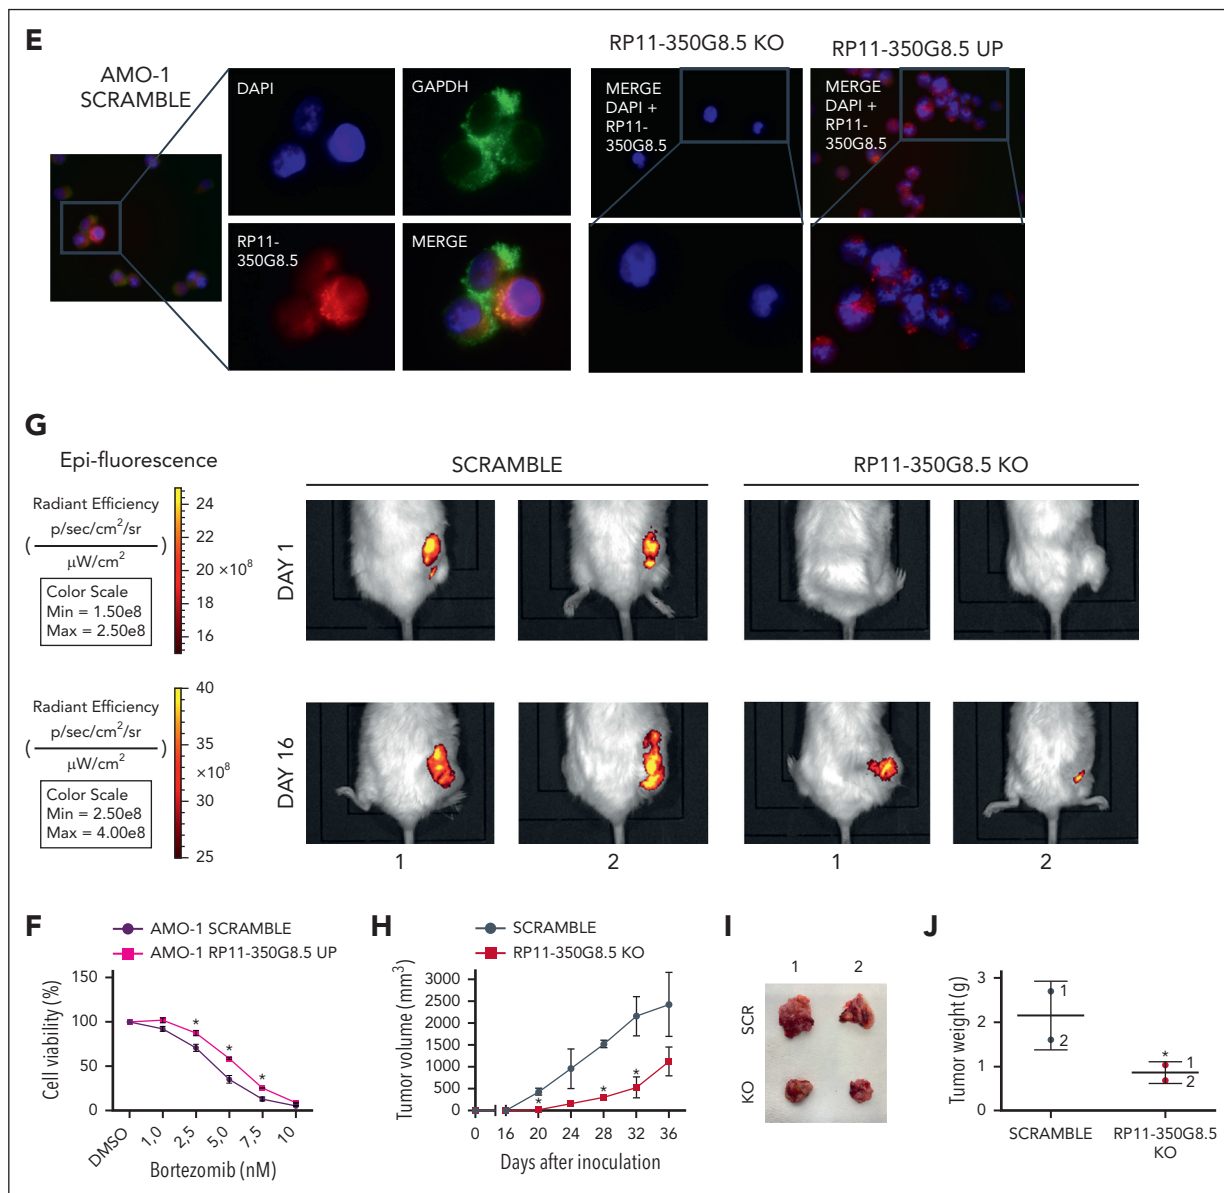 E
AMO-1
SCRAMBLE
DAPI
GAPDH
RP11-
350G8.5
MERGE
RP11-350G8.5 KO
MERGE
DAPI +
RP11-
350G8.5
RP11-350G8.5 UP
MERGE
DAPI +
RP11-
350G8.5
G
Epi-fluorescence
SCRAMBLE
RP11-350G8.5 KO
Radiant Efficiency
( p/sec/cm²/sr )
μW/cm²
Color Scale
Min = 1.50e8
Max = 2.50e8
24
22
20 ×10⁸
18
16
DAY 1
Radiant Efficiency
( p/sec/cm²/sr )
μW/cm²
Color Scale
Min = 2.50e8
Max = 4.00e8
40
35
×10⁸
30
25
DAY 16
1
2
1
2
F
AMO-1 SCRAMBLE
AMO-1 RP11-350G8.5 UP
Cell viability (%)
150
100
50
0
*
*
*
DMSO
1,0
2,5
5,0
7,5
10
Bortezomib (nM)
H
SCRAMBLE
RP11-350G8.5 KO
Tumor volume (mm³)
3000
2500
2000
1500
1000
500
0
*
*
*
0
16
20
24
28
32
36
Days after inoculation
I
1
2
SCR
KO
J
Tumor weight (g)
3
2
1
0
1
2
*
1
2
SCRAMBLE
RP11-350G8.5
KO